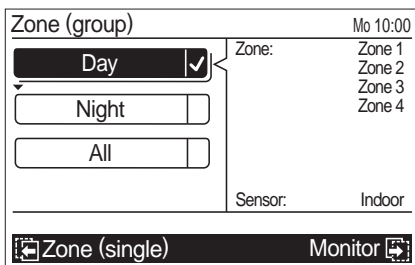 Zone (group) Mo 10:00
Day
Night
All
Zone: Zone 1
Zone 2
Zone 3
Zone 4
Sensor: Indoor
Zone (single) Monitor